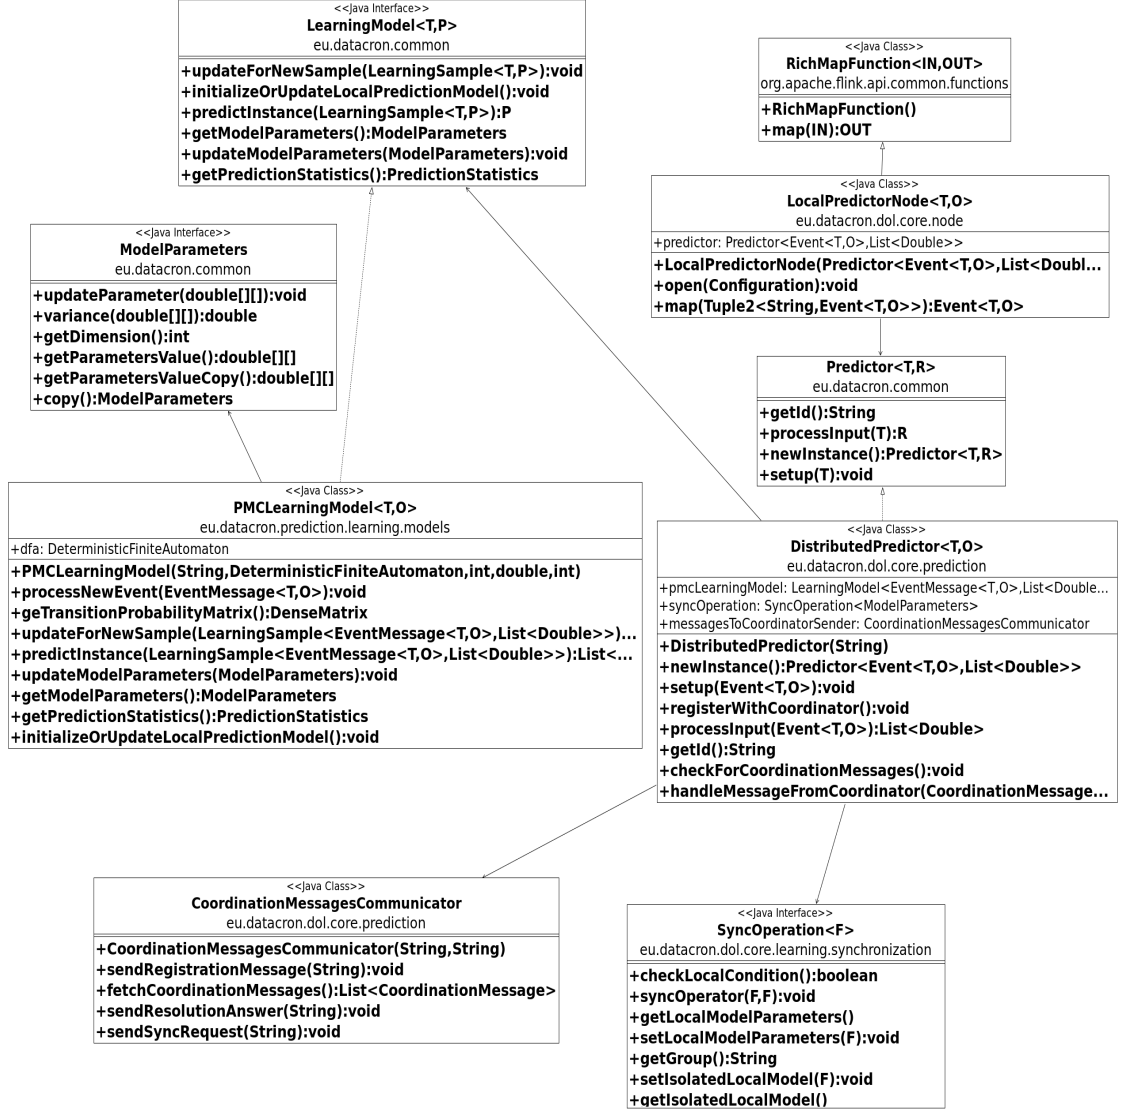 <<Java Interface>>
LearningModel<T,P>
eu.datacron.common
+updateForNewSample(LearningSample<T,P>):void
+initializeOrUpdateLocalPredictionModel():void
+predictInstance(LearningSample<T,P>):P
+getModelParameters():ModelParameters
+updateModelParameters(ModelParameters):void
+getPredictionStatistics():PredictionStatistics
<<Java Class>>
RichMapFunction<IN,OUT>
org.apache.flink.api.common.functions
+RichMapFunction()
+map(IN):OUT
<<Java Class>>
LocalPredictorNode<T,O>
eu.datacron.dol.core.node
+predictor: Predictor<Event<T,O>,List<Double>>
+LocalPredictorNode(Predictor<Event<T,O>,List<Doubl...
+open(Configuration):void
+map(Tuple2<String,Event<T,O>>):Event<T,O>
<<Java Interface>>
ModelParameters
eu.datacron.common
+updateParameter(double[][]):void
+variance(double[][]):double
+getDimension():int
+getParametersValue():double[][]
+getParametersValueCopy():double[][]
+copy():ModelParameters
Predictor<T,R>
eu.datacron.common
+getId():String
+processInput(T):R
+newInstance():Predictor<T,R>
+setup(T):void
<<Java Class>>
PMCLearningModel<T,O>
eu.datacron.prediction.learning.models
+dfa: DeterministicFiniteAutomaton
+PMCLearningModel(String,DeterministicFiniteAutomaton,int,double,int)
+processNewEvent(EventMessage<T,O>):void
+geTransitionProbabilityMatrix():DenseMatrix
+updateForNewSample(LearningSample<EventMessage<T,O>,List<Double>>)...
+predictInstance(LearningSample<EventMessage<T,O>,List<Double>>):List<...
+updateModelParameters(ModelParameters):void
+getModelParameters():ModelParameters
+getPredictionStatistics():PredictionStatistics
+initializeOrUpdateLocalPredictionModel():void
<<Java Class>>
DistributedPredictor<T,O>
eu.datacron.dol.core.prediction
+pmcLearningModel: LearningModel<EventMessage<T,O>,List<Double...
+syncOperation: SyncOperation<ModelParameters>
+messagesToCoordinatorSender: CoordinationMessagesCommunicator
+DistributedPredictor(String)
+newInstance():Predictor<Event<T,O>,List<Double>>
+setup(Event<T,O>):void
+registerWithCoordinator():void
+processInput(Event<T,O>):List<Double>
+getId():String
+checkForCoordinationMessages():void
+handleMessageFromCoordinator(CoordinationMessage...
<<Java Class>>
CoordinationMessagesCommunicator
eu.datacron.dol.core.prediction
+CoordinationMessagesCommunicator(String,String)
+sendRegistrationMessage(String):void
+fetchCoordinationMessages():List<CoordinationMessage>
+sendResolutionAnswer(String):void
+sendSyncRequest(String):void
<<Java Interface>>
SyncOperation<F>
eu.datacron.dol.core.learning.synchronization
+checkLocalCondition():boolean
+syncOperator(F,F):void
+getLocalModelParameters()
+setLocalModelParameters(F):void
+getGroup():String
+setIsolatedLocalModel(F):void
+getIsolatedLocalModel()